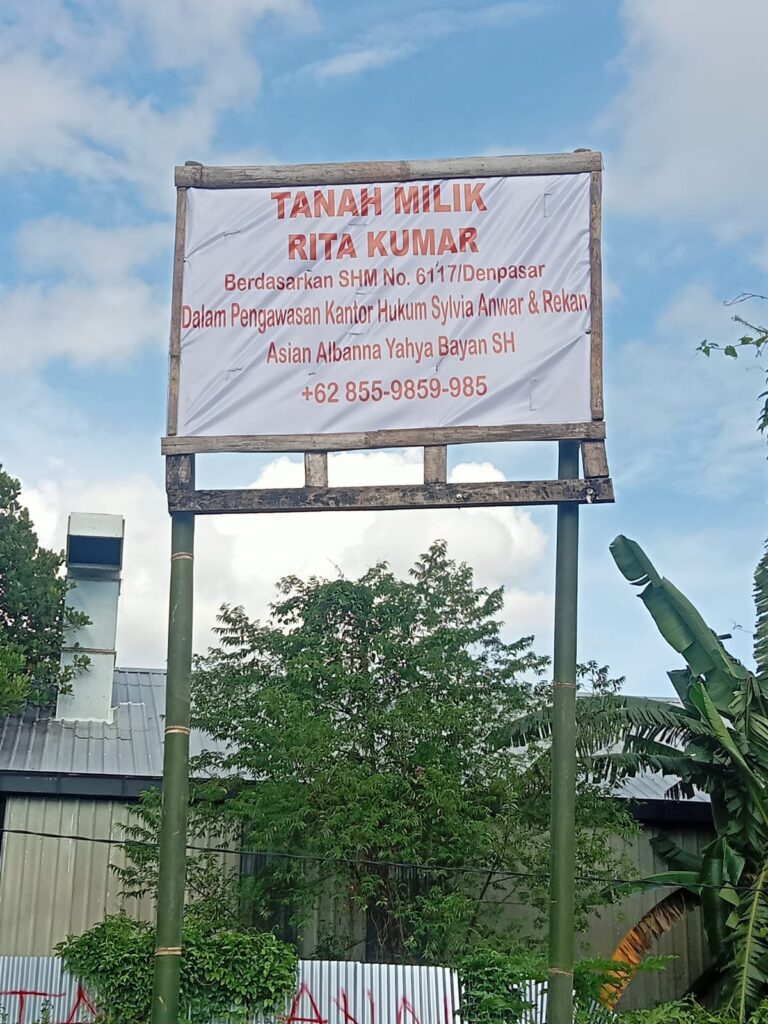 TANAH MILIK
RITA KUMAR
Berdasarkan SHM No. 6117/Denpasar
Dalam Pengawasan Kantor Hukum Sylvia Anwar & Rekan
Asian Albanna Yahya Bayan SH
+62 855-9859-985